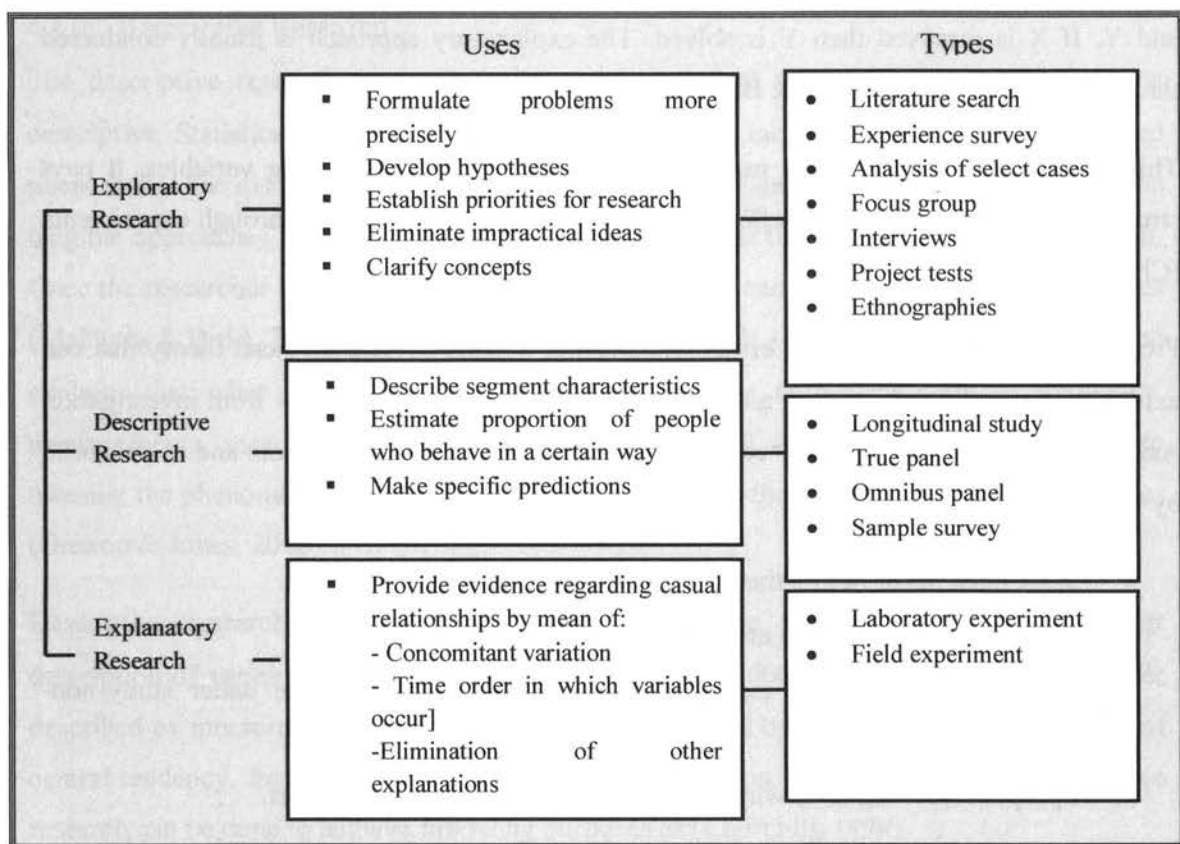 Uses
Types
Exploratory
Research
▪ Formulate problems more
precisely
▪ Develop hypotheses
▪ Establish priorities for research
▪ Eliminate impractical ideas
▪ Clarify concepts
• Literature search
• Experience survey
• Analysis of select cases
• Focus group
• Interviews
• Project tests
• Ethnographies
Descriptive
Research
▪ Describe segment characteristics
▪ Estimate proportion of people
who behave in a certain way
▪ Make specific predictions
• Longitudinal study
• True panel
• Omnibus panel
• Sample survey
Explanatory
Research
▪ Provide evidence regarding casual
relationships by mean of:
- Concomitant variation
- Time order in which variables
occur]
-Elimination of other
explanations
• Laboratory experiment
• Field experiment